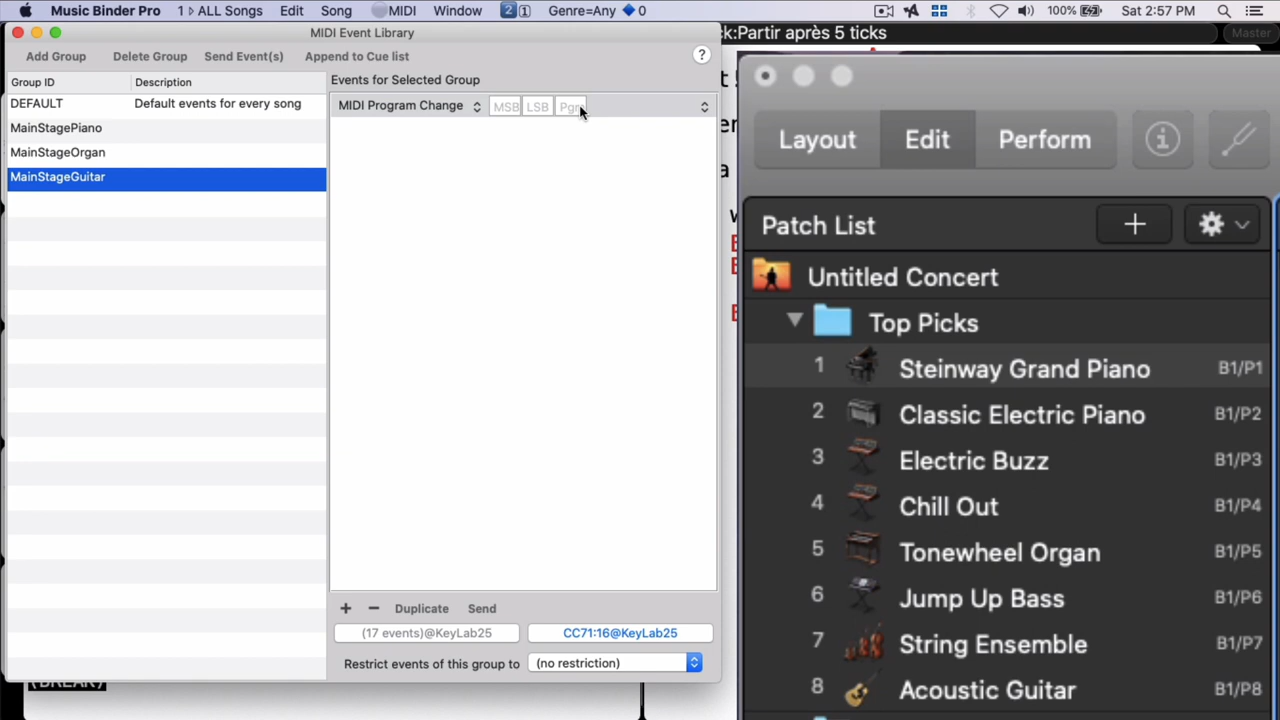 Music Binder Pro 1 ALL Songs Edit Song MIDI Window 2 1 Genre=Any 0 100% Sat 2:57 PM
MIDI Event Library
k:Partir après 5 ticks
Master
Add Group Delete Group Send Event(s) Append to Cue list ?
Group ID Description
DEFAULT Default events for every song
MainStagePiano
MainStageOrgan
MainStageGuitar
Events for Selected Group
MIDI Program Change MSB LSB
+ − Duplicate Send
(17 events)@KeyLab25 CC71:16@KeyLab25
Restrict events of this group to (no restriction)
(BREAK)
Layout Edit Perform
Patch List +
Untitled Concert
Top Picks
1 Steinway Grand Piano B1/P1
2 Classic Electric Piano B1/P2
3 Electric Buzz B1/P3
4 Chill Out B1/P4
5 Tonewheel Organ B1/P5
6 Jump Up Bass B1/P6
7 String Ensemble B1/P7
8 Acoustic Guitar B1/P8